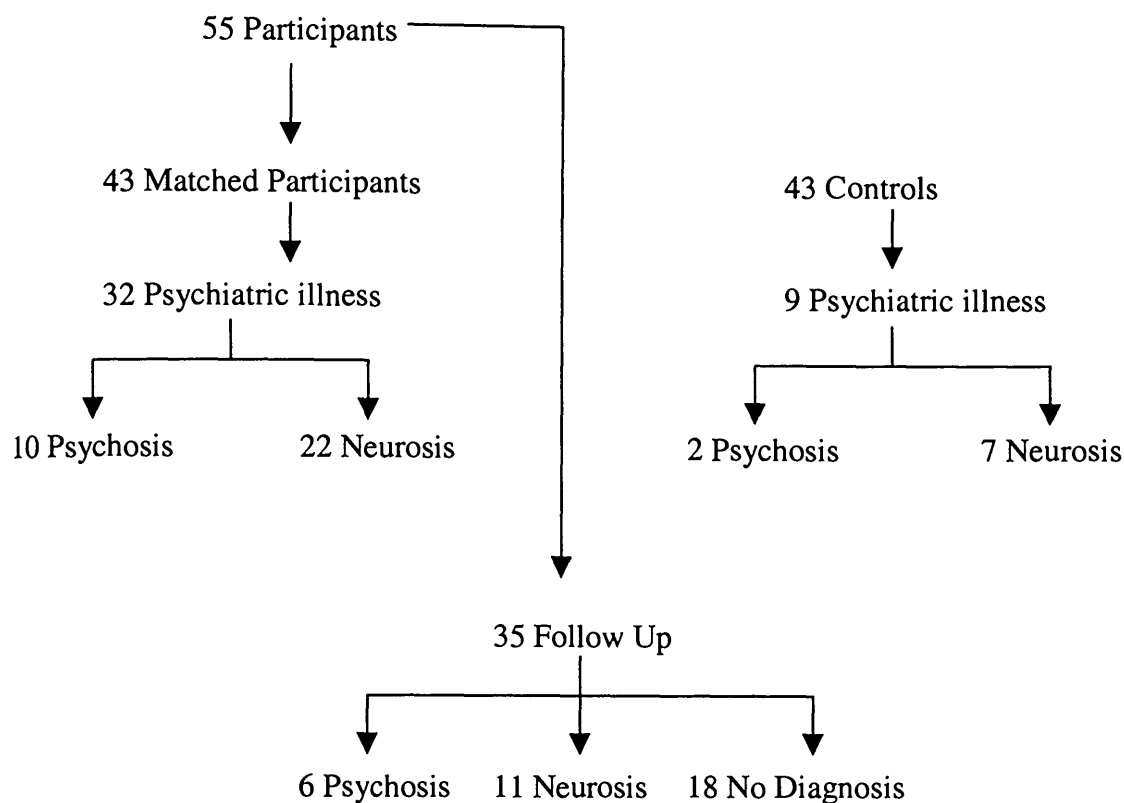 55 Participants
43 Matched Participants
43 Controls
32 Psychiatric illness
9 Psychiatric illness
10 Psychosis
22 Neurosis
2 Psychosis
7 Neurosis
35 Follow Up
6 Psychosis
11 Neurosis
18 No Diagnosis